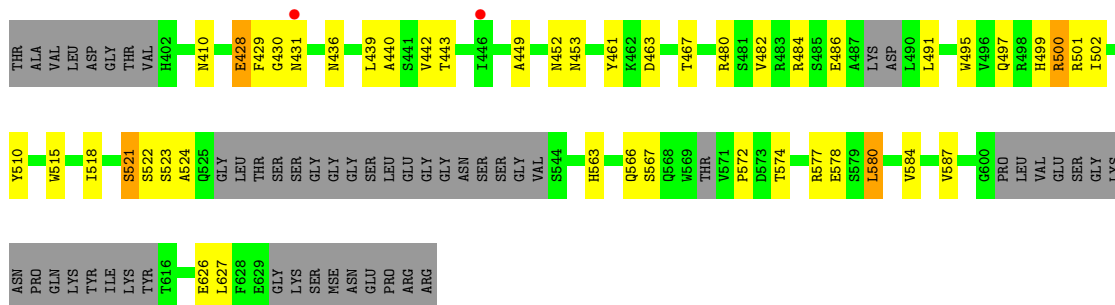 THR ALA VAL LEU ASP GLY THR VAL H402 N410 E428 F429 G430 N431 N436 L439 A440 S441 V442 T443 I446 A449 N452 N453 Y461 K462 D463 T467 R480 S481 V482 R483 R484 S485 E486 A487 LYS ASP L490 L491 W495 V496 Q497 R498 H499 R500 R501 I502
Y510 W515 I518 S521 S522 S523 A524 Q525 GLY LEU THR SER SER GLY GLY GLY SER LEU GLU GLY GLY ASN SER SER GLY VAL S544 H563 Q566 S567 Q568 W569 THR V571 P572 D573 T574 R577 E578 S579 L580 V584 V587 G600 PRO LEU VAL GLU SER GLY LYS
ASN PRO GLN LYS TYR ILE LYS TYR T616 E626 L627 F628 E629 GLY LYS SER MSE ASN GLU PRO ARG ARG